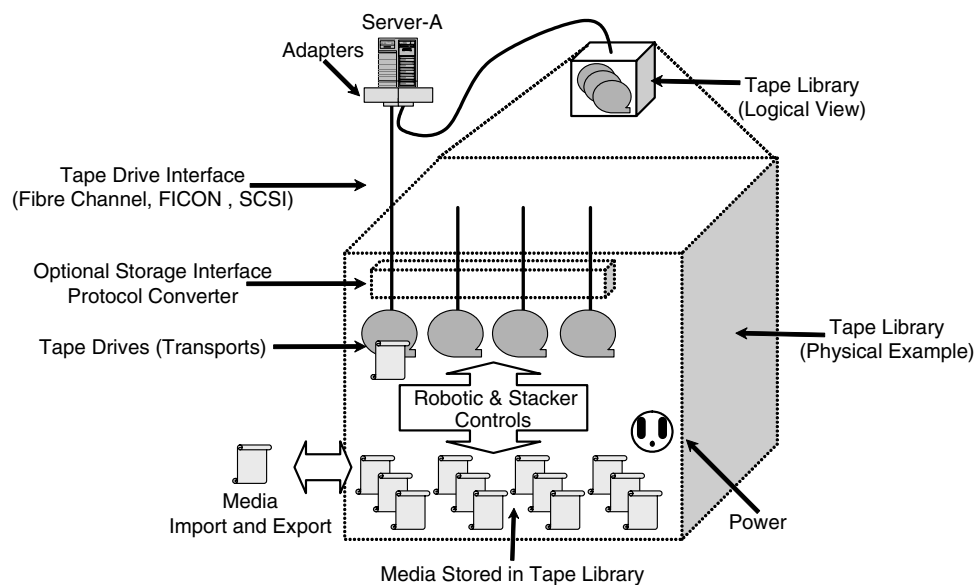 Server-A
Adapters
Tape Library
(Logical View)
Tape Drive Interface
(Fibre Channel, FICON , SCSI)
Optional Storage Interface
Protocol Converter
Tape Drives (Transports)
Tape Library
(Physical Example)
Robotic & Stacker
Controls
Media
Import and Export
Power
Media Stored in Tape Library